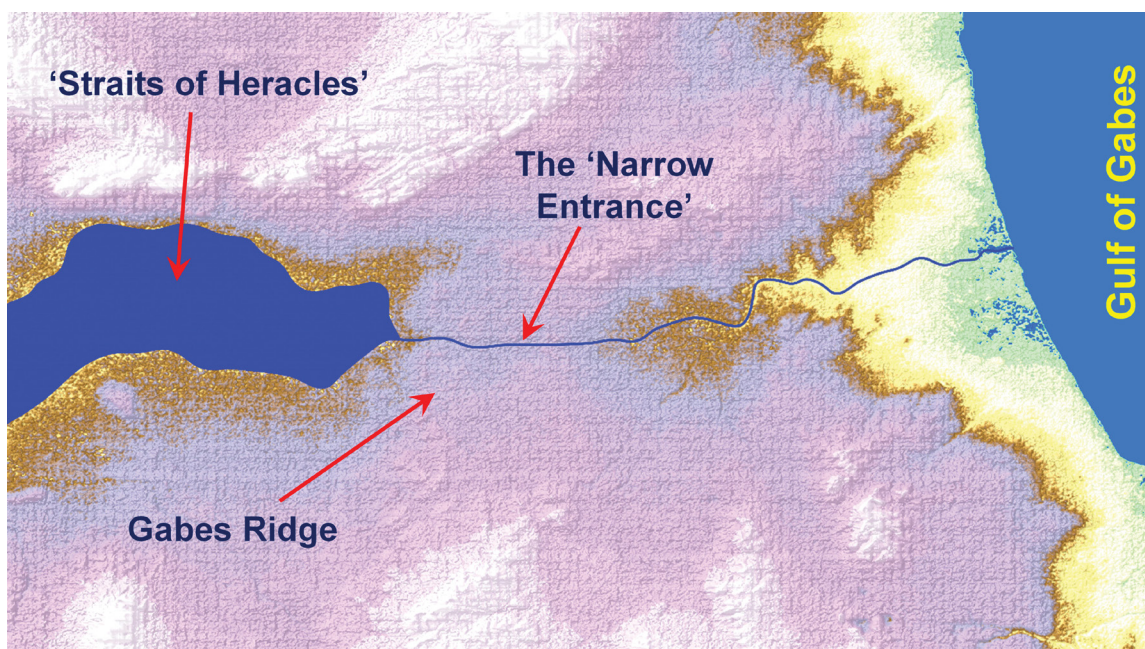 ‘Straits of Heracles’
The ‘Narrow
Entrance’
Gulf of Gabes
Gabes Ridge